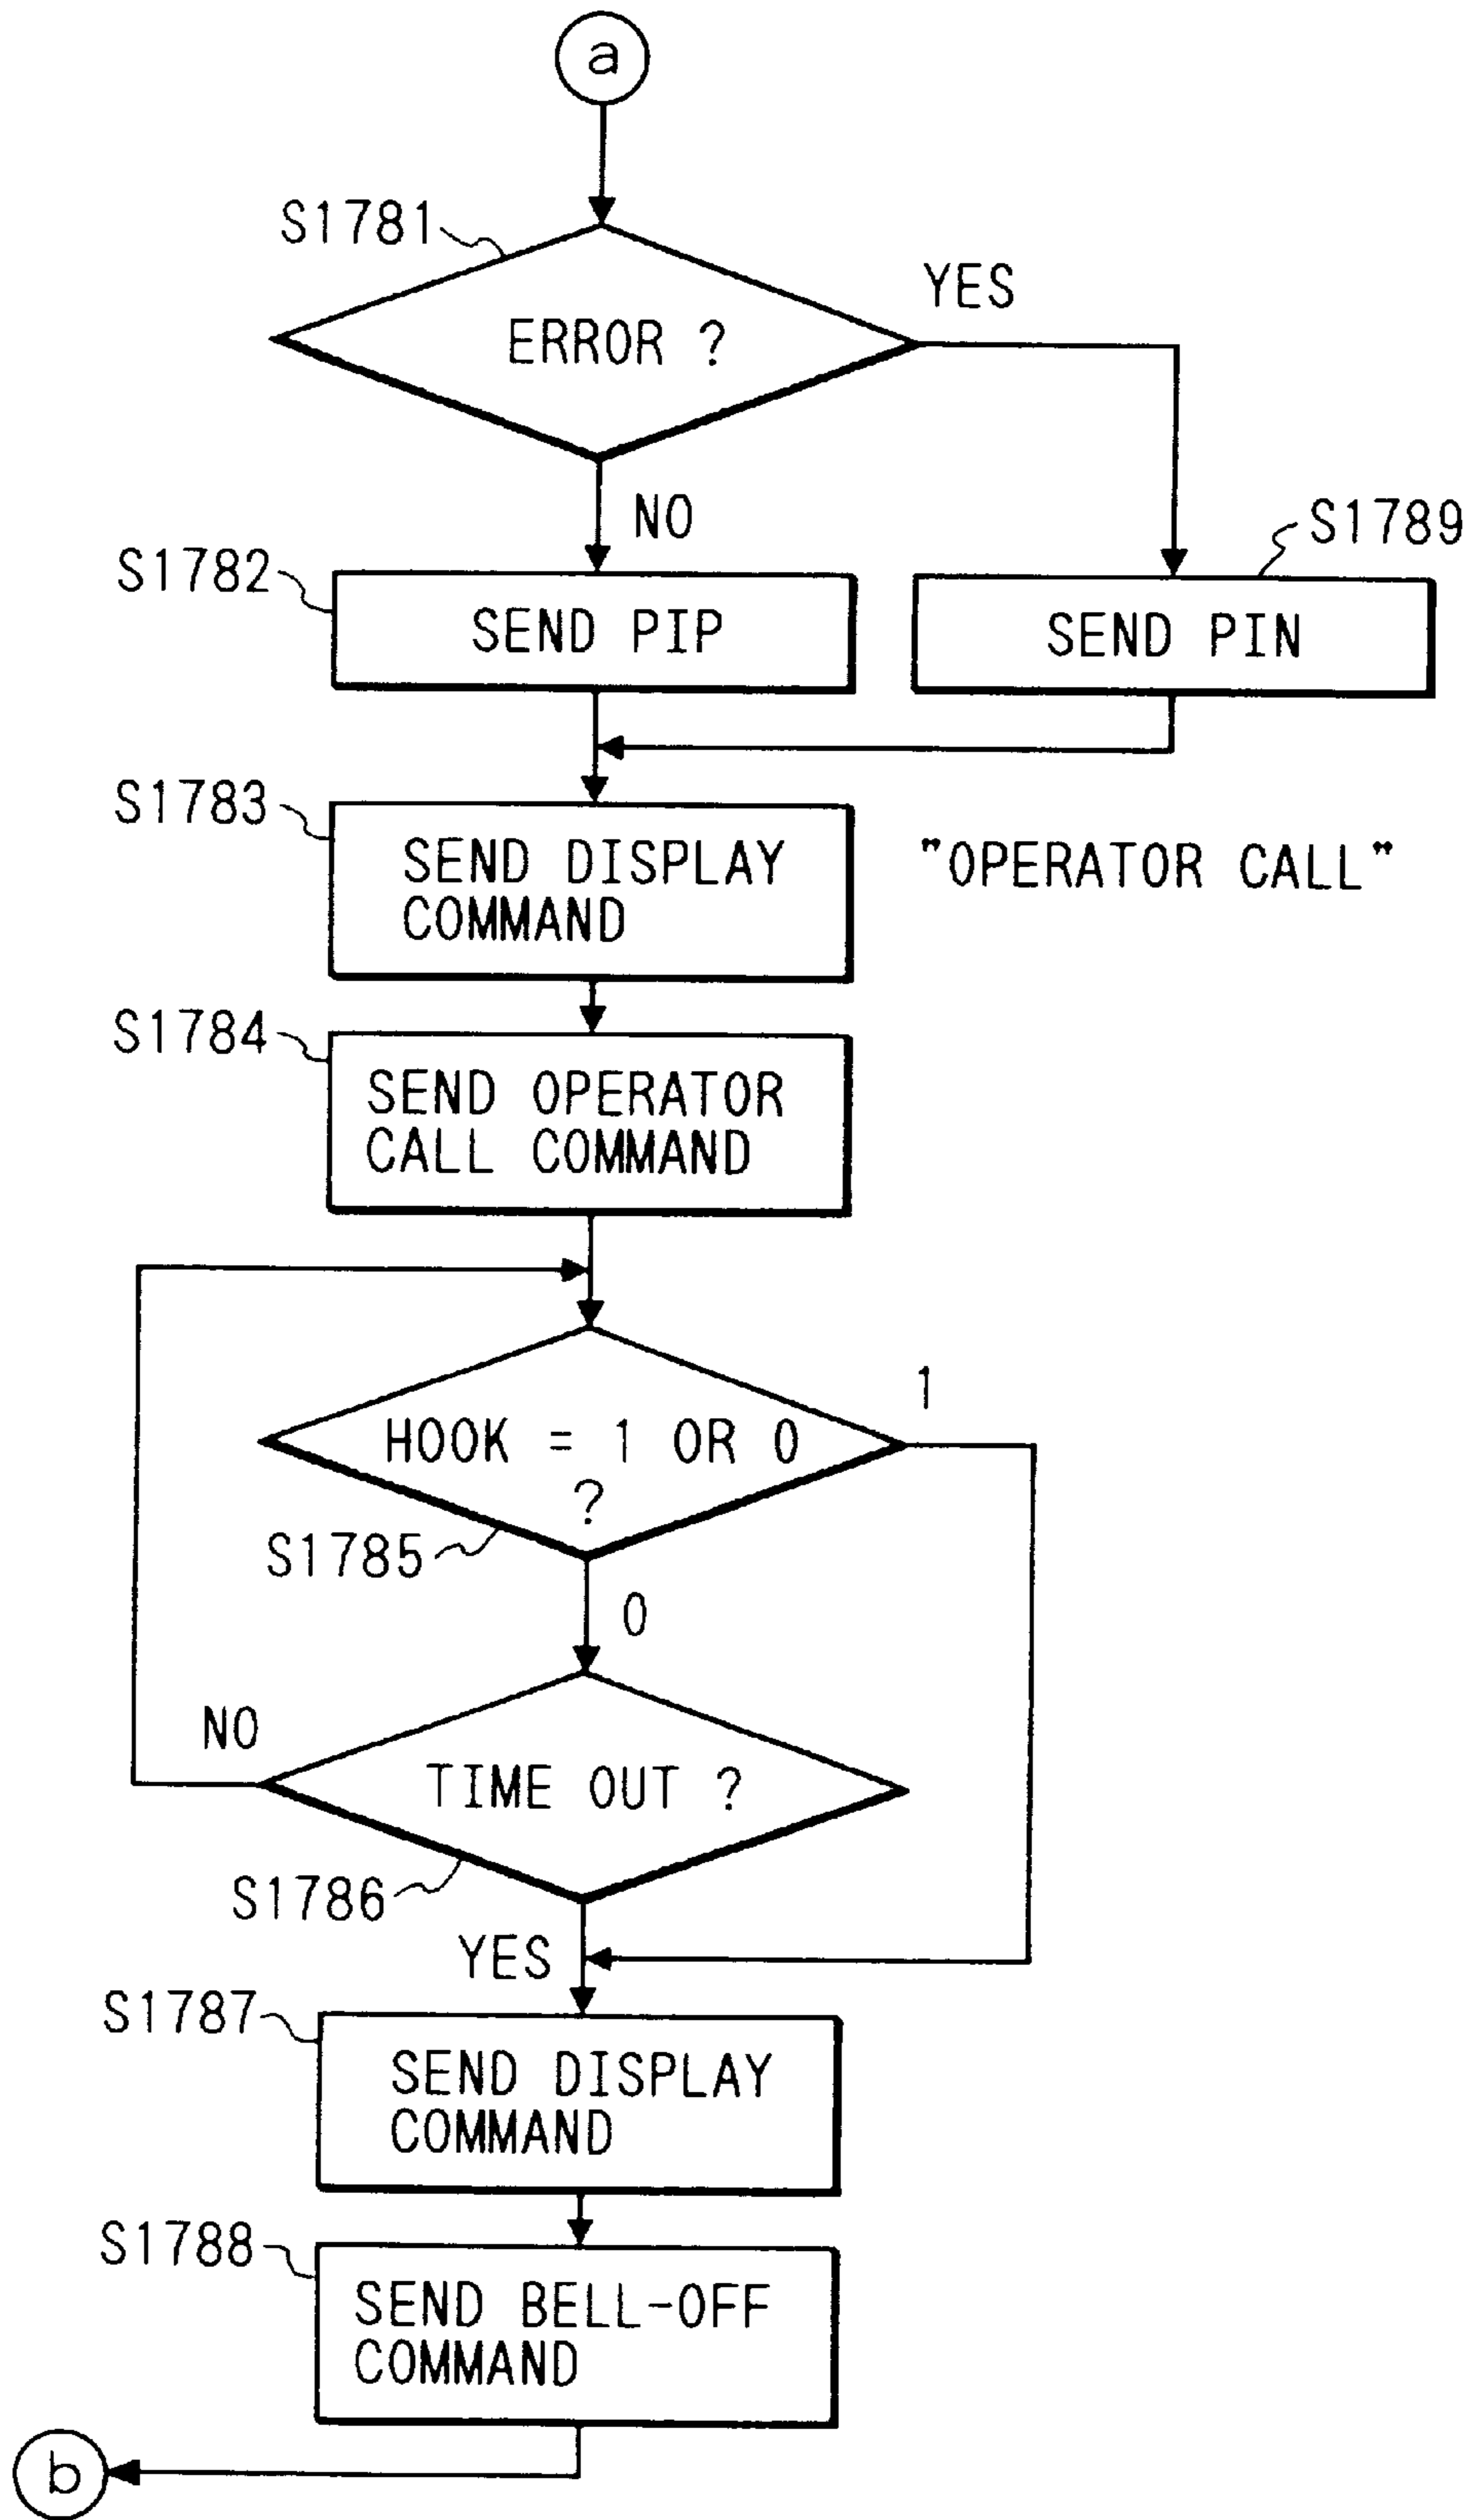 a
S1781
YES
ERROR ?
NO
S1789
S1782
SEND PIP
SEND PIN
S1783
SEND DISPLAY
COMMAND
"OPERATOR CALL"
S1784
SEND OPERATOR
CALL COMMAND
1
HOOK = 1 OR 0
?
S1785
0
NO
TIME OUT ?
S1786
YES
S1787
SEND DISPLAY
COMMAND
S1788
SEND BELL-OFF
COMMAND
b